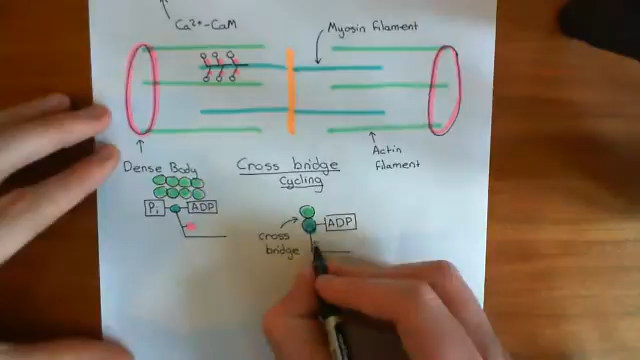 Ca²⁺-CaM
Myosin filament
Actin
filament
Dense Body
Cross bridge
Cycling
Pi
ADP
ADP
cross
bridge